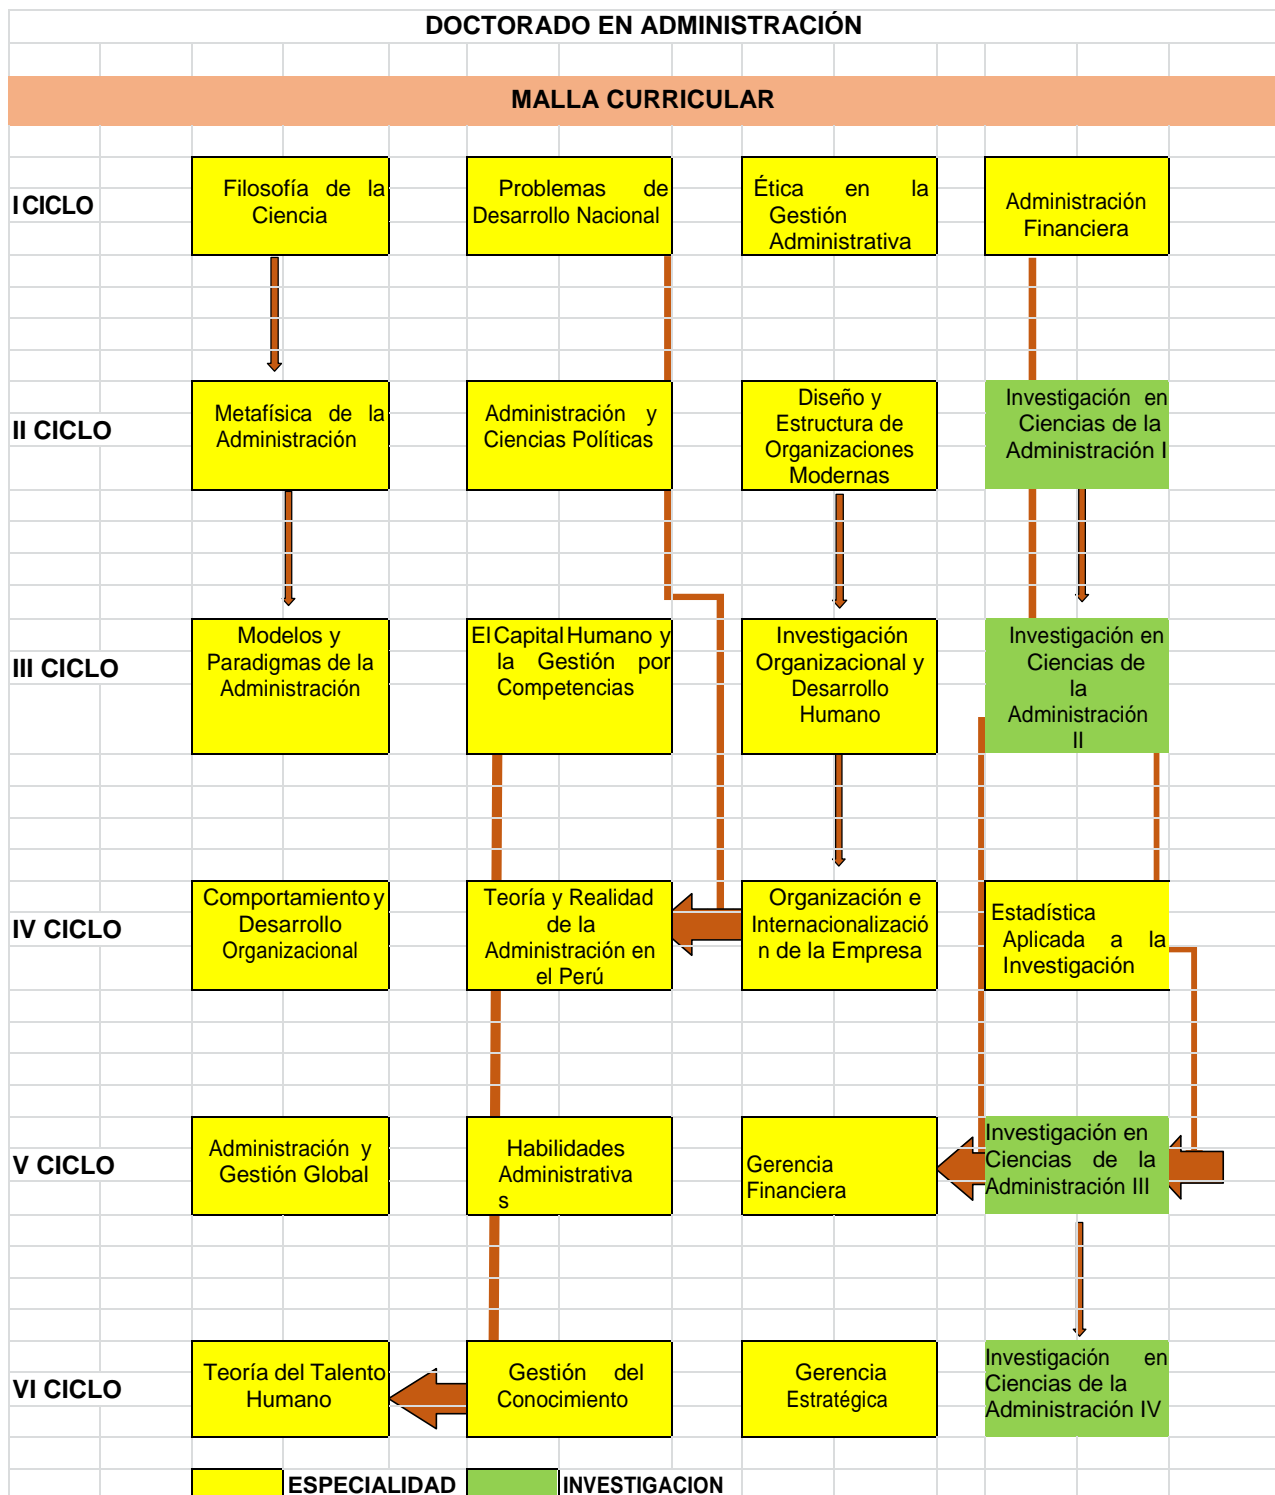 DOCTORADO EN ADMINISTRACIÓN
MALLA CURRICULAR
I CICLO
Filosofía de la
Ciencia
Problemas de
Desarrollo Nacional
Ética en la
Gestión
Administrativa
Administración
Financiera
II CICLO
Metafísica de la
Administración
Administración y
Ciencias Políticas
Diseño y
Estructura de
Organizaciones
Modernas
Investigación en
Ciencias de la
Administración I
III CICLO
Modelos y
Paradigmas de la
Administración
El Capital Humano y
la Gestión por
Competencias
Investigación
Organizacional y
Desarrollo
Humano
Investigación en
Ciencias de
la
Administración
II
IV CICLO
Comportamiento y
Desarrollo
Organizacional
Teoría y Realidad
de la
Administración en
el Perú
Organización e
Internacionalizació
n de la Empresa
Estadística
Aplicada a la
Investigación
V CICLO
Administración y
Gestión Global
Habilidades
Administrativa
s
Gerencia
Financiera
Investigación en
Ciencias de la
Administración III
VI CICLO
Teoría del Talento
Humano
Gestión del
Conocimiento
Gerencia
Estratégica
Investigación en
Ciencias de la
Administración IV
ESPECIALIDAD
INVESTIGACION